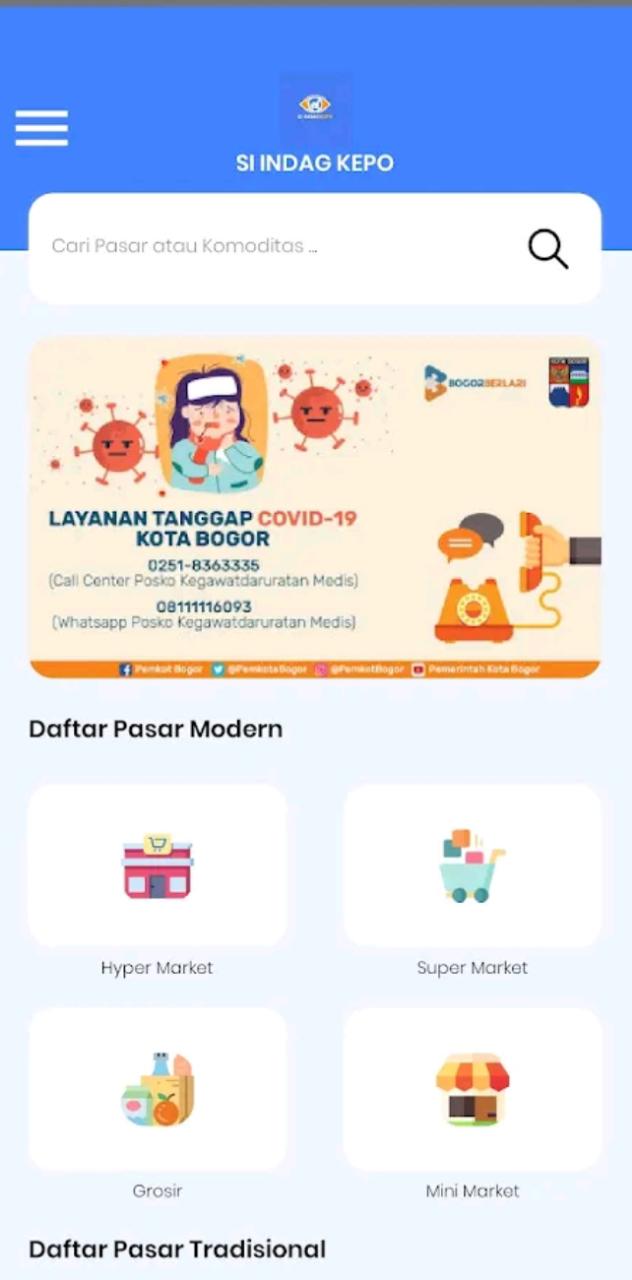 SI INDAG KEPO
Cari Pasar atau Komoditas ...
BOGORBERLARI
KOTA BOGOR
LAYANAN TANGGAP COVID-19
KOTA BOGOR
0251-8363335
(Call Center Posko Kegawatdaruratan Medis)
08111116093
(Whatsapp Posko Kegawatdaruratan Medis)
Pemkot Bogor @PemkotaBogor @PemkotBogor Pemerintah Kota Bogor
Daftar Pasar Modern
Hyper Market Super Market
Grosir Mini Market
Daftar Pasar Tradisional